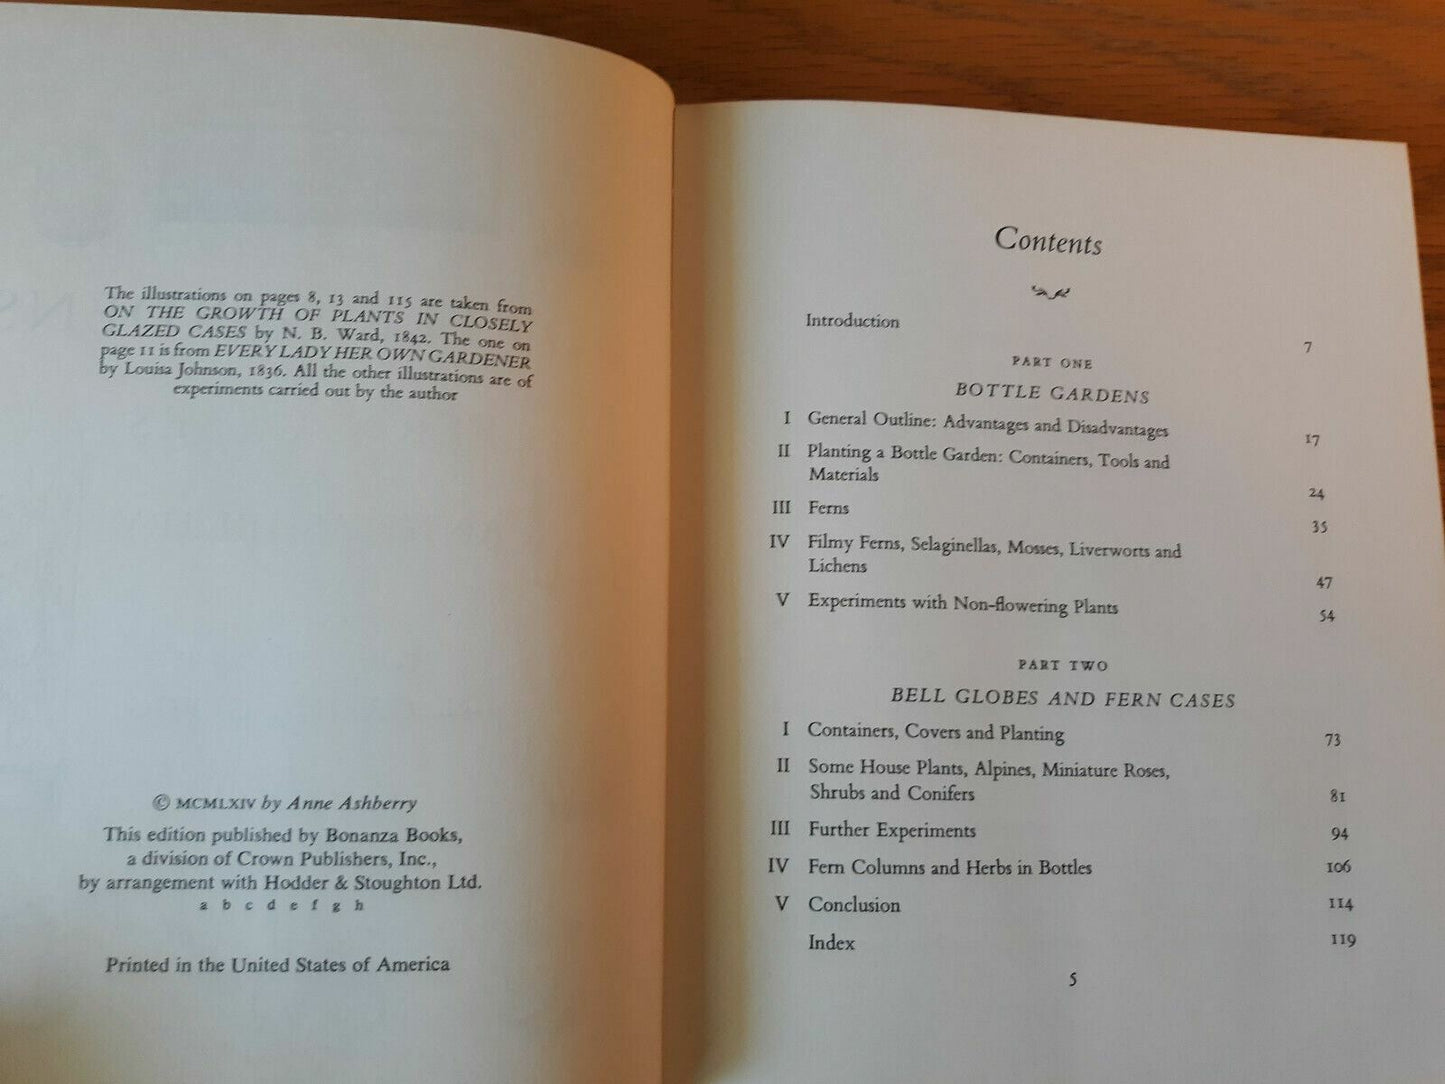 The illustrations on pages 8, 13 and 115 are taken from
ON THE GROWTH OF PLANTS IN CLOSELY
GLAZED CASES by N. B. Ward, 1842. The one on
page 11 is from EVERY LADY HER OWN GARDENER
by Louisa Johnson, 1836. All the other illustrations are of
experiments carried out by the author
© MCMLXIV by Anne Ashberry
This edition published by Bonanza Books,
a division of Crown Publishers, Inc.,
by arrangement with Hodder & Stoughton Ltd.
a b c d e f g h
Printed in the United States of America
Contents
Introduction 7
PART ONE
BOTTLE GARDENS
I General Outline: Advantages and Disadvantages 17
II Planting a Bottle Garden: Containers, Tools and
Materials 24
III Ferns 35
IV Filmy Ferns, Selaginellas, Mosses, Liverworts and
Lichens 47
V Experiments with Non-flowering Plants 54
PART TWO
BELL GLOBES AND FERN CASES
I Containers, Covers and Planting 73
II Some House Plants, Alpines, Miniature Roses,
Shrubs and Conifers 81
III Further Experiments 94
IV Fern Columns and Herbs in Bottles 106
V Conclusion 114
Index 119
5